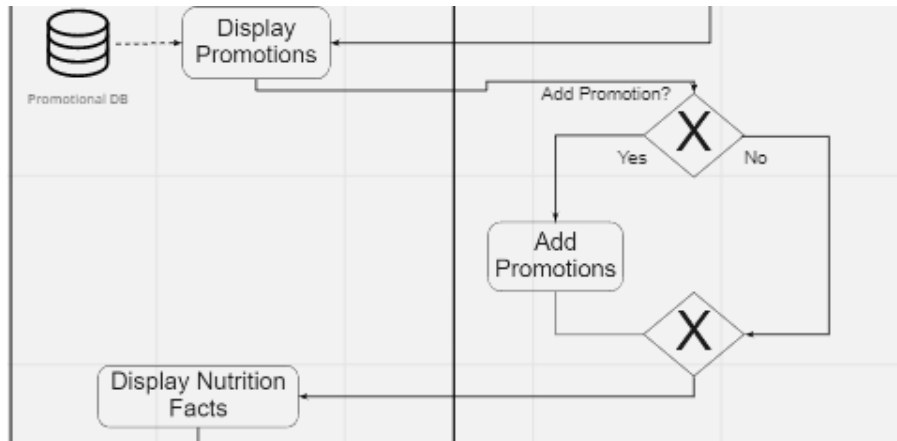 Display
Promotions
Promotional DB
Add Promotion?
X
Yes
No
Add
Promotions
X
Display Nutrition
Facts